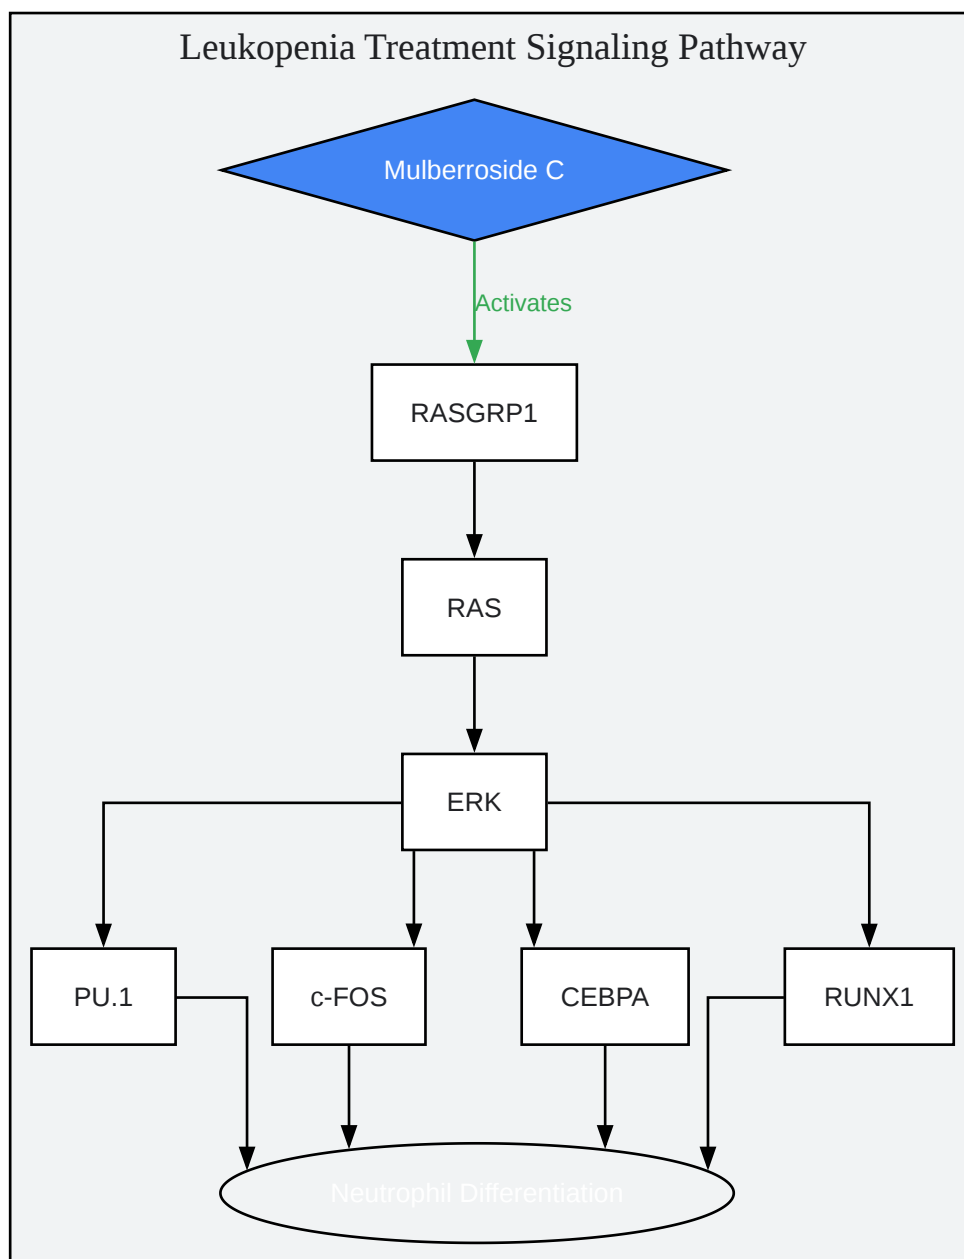 Leukopenia Treatment Signaling Pathway
Mulberroside C
Activates
RASGRP1
RAS
ERK
PU.1
c-FOS
CEBPA
RUNX1
Neutrophil Differentiation